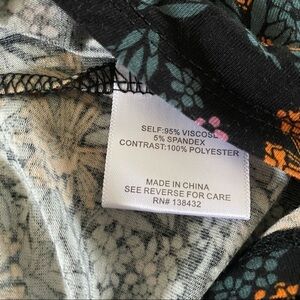 SELF:95% VISCOSE
5% SPANDEX
CONTRAST:100% POLYESTER
MADE IN CHINA
SEE REVERSE FOR CARE
RN# 138432